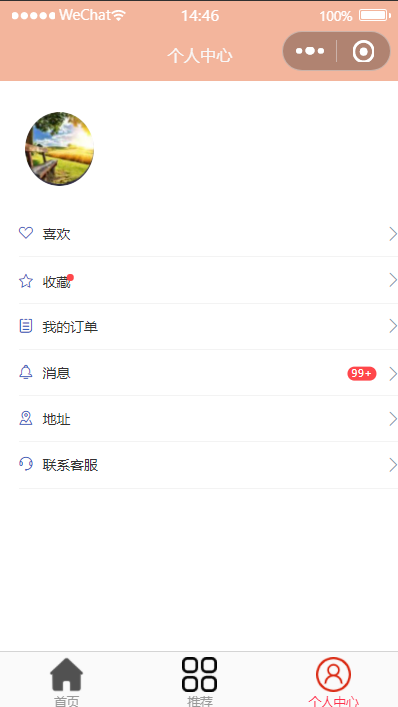 WeChat 14:46 100%
个人中心
喜欢
收藏
我的订单
消息 99+
地址
联系客服
首页 推荐 个人中心